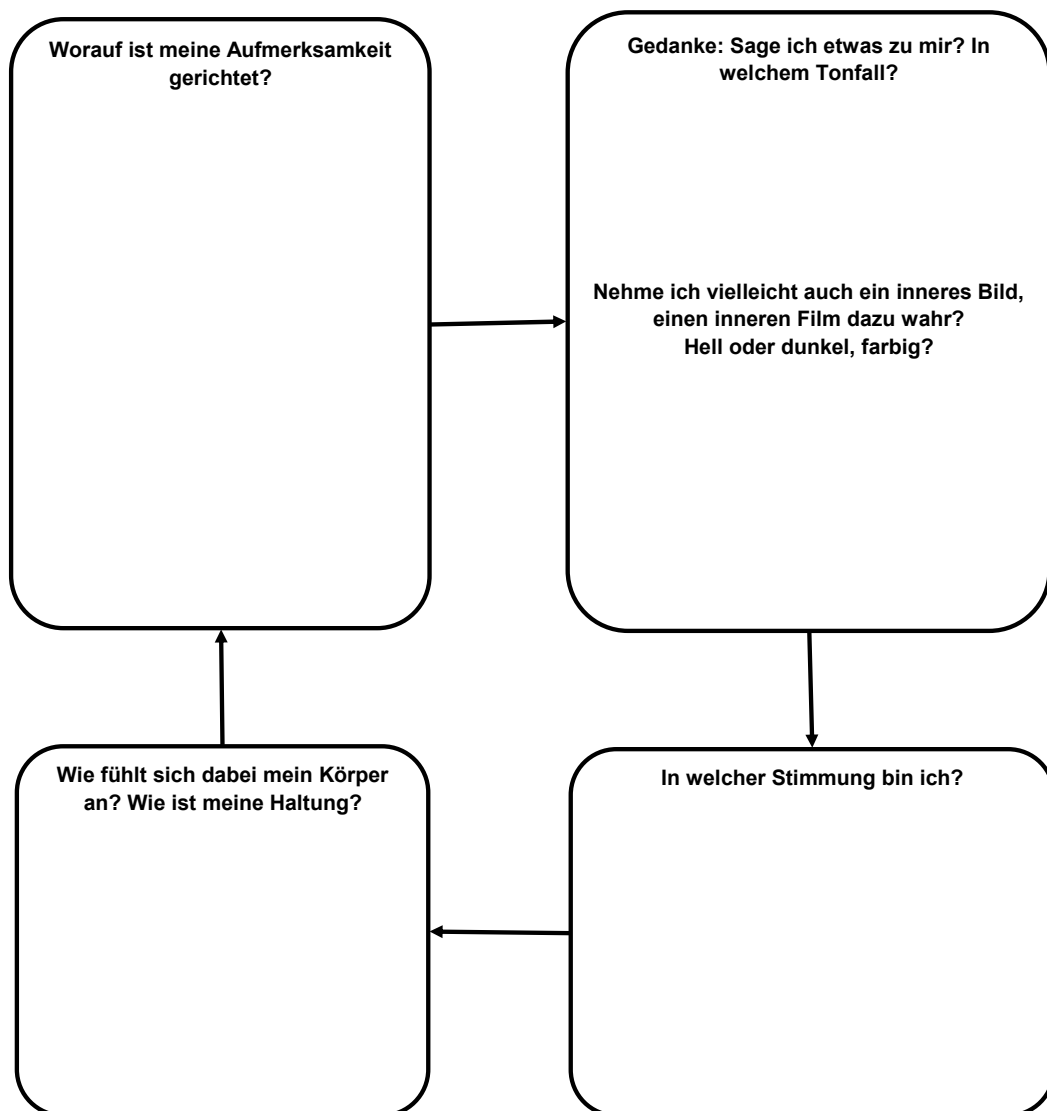 Worauf ist meine Aufmerksamkeit
gerichtet?
Gedanke: Sage ich etwas zu mir? In
welchem Tonfall?
Nehme ich vielleicht auch ein inneres Bild,
einen inneren Film dazu wahr?
Hell oder dunkel, farbig?
Wie fühlt sich dabei mein Körper
an? Wie ist meine Haltung?
In welcher Stimmung bin ich?